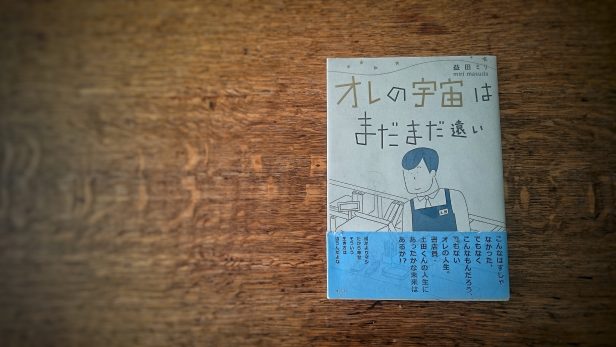 益田ミリ
miri masuda
オレの宇宙は
まだまだ遠い
土田
こんなはずじゃ
なかった、
でもなく
こんなもんだろう、
でもない
オレの人生。
書店員・
土田くんの人生に
あったかな未来は
あるか!?